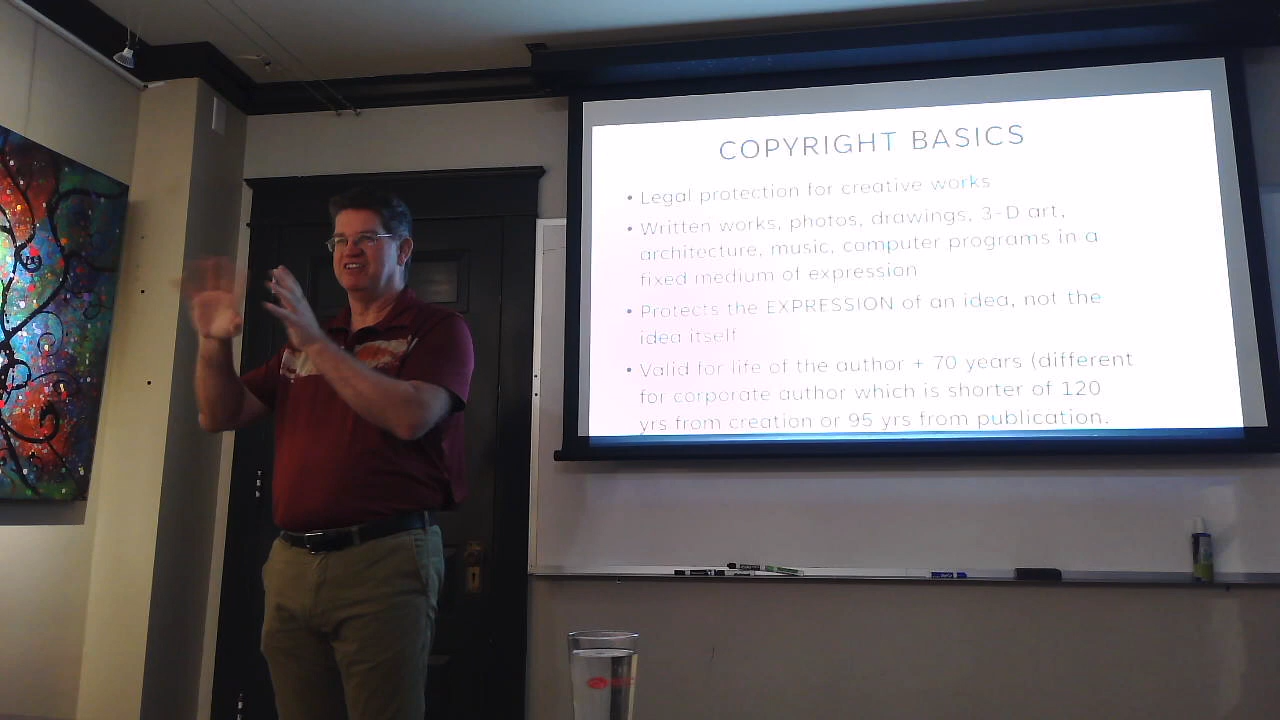 COPYRIGHT BASICS
• Legal protection for creative works
• Written works, photos, drawings, 3-D art,
architecture, music, computer programs in a
fixed medium of expression
• Protects the EXPRESSION of an idea, not the
idea itself
• Valid for life of the author + 70 years (different
for corporate author which is shorter of 120
yrs from creation or 95 yrs from publication.